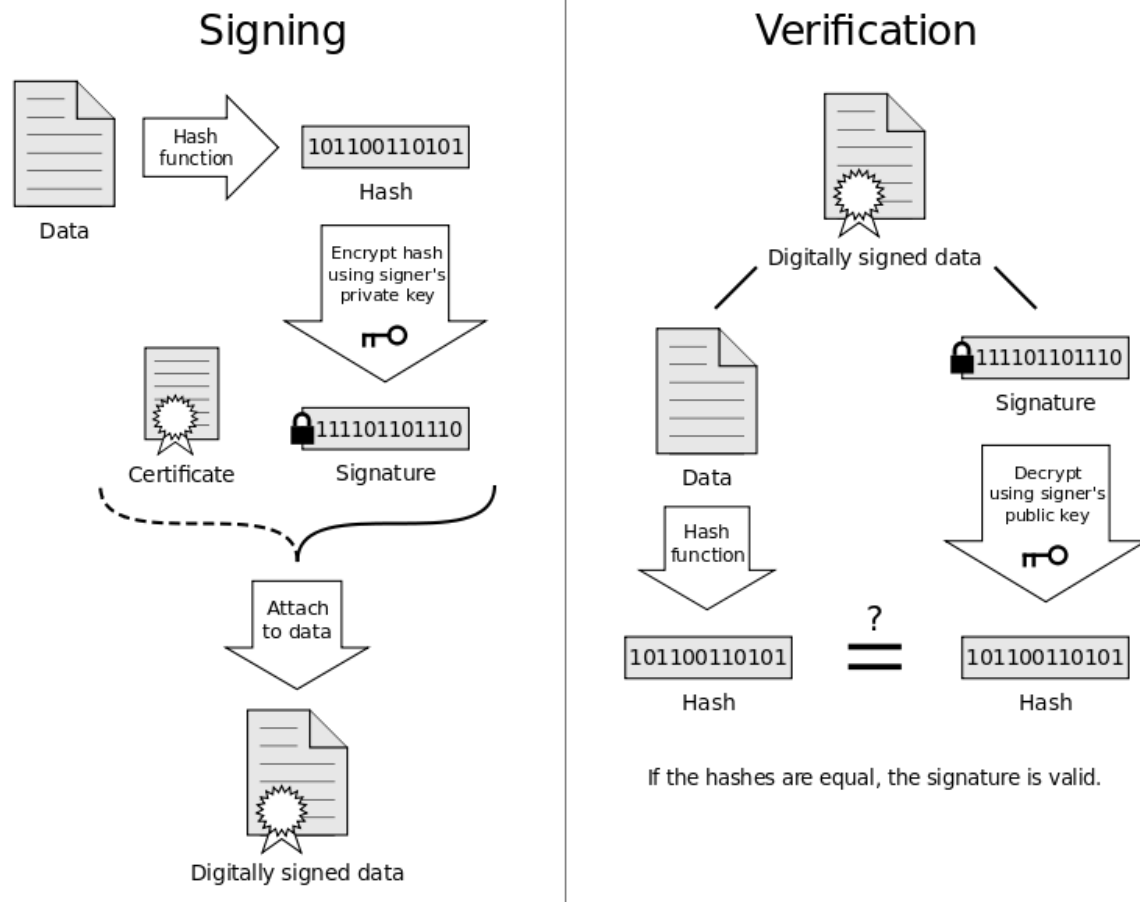 Signing
Data
Hash
function
101100110101
Hash
Encrypt hash
using signer's
private key
Certificate
111101101110
Signature
Attach
to data
Digitally signed data
Verification
Digitally signed data
Data
111101101110
Signature
Hash
function
Decrypt
using signer's
public key
101100110101
Hash
?
=
101100110101
Hash
If the hashes are equal, the signature is valid.